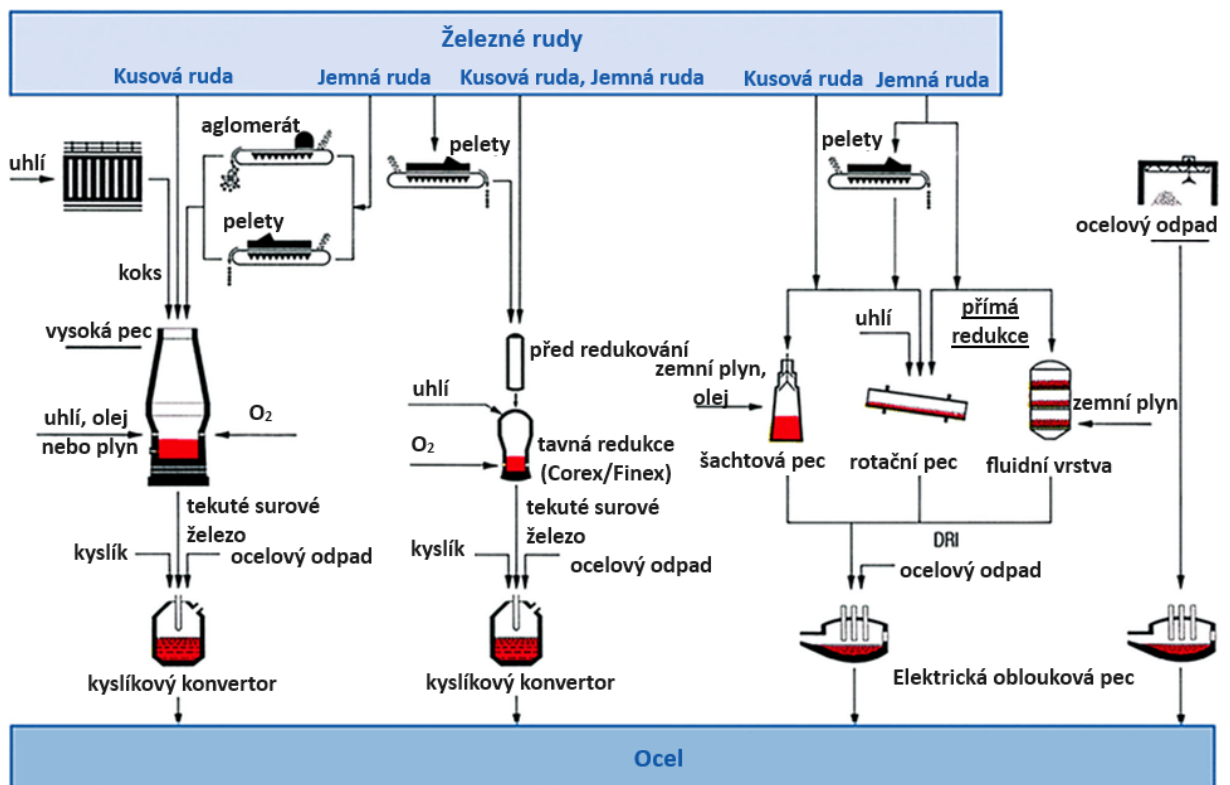 Železné rudy
Kusová ruda
Jemná ruda
Kusová ruda, Jemná ruda
Kusová ruda
Jemná ruda
aglomerát
uhlí
pelety
pelety
pelety
ocelový odpad
koks
vysoká pec
před redukování
uhlí
přímá
redukce
zemní plyn,
olej
uhlí
zemní plyn
uhlí, olej
nebo plyn
O₂
O₂
tavná redukce
(Corex/Finex)
šachtová pec
rotační pec
fluidní vrstva
tekuté surové
železo
tekuté surové
železo
DRI
kyslík
ocelový odpad
kyslík
ocelový odpad
ocelový odpad
kyslíkový konvertor
kyslíkový konvertor
Elektrická oblouková pec
Ocel